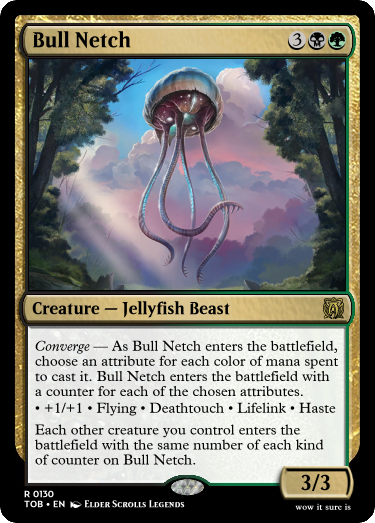 Bull Netch 3
Creature — Jellyfish Beast
Converge — As Bull Netch enters the battlefield,
choose an attribute for each color of mana spent
to cast it. Bull Netch enters the battlefield with
a counter for each of the chosen attributes.
• +1/+1 • Flying • Deathtouch • Lifelink • Haste
Each other creature you control enters the
battlefield with the same number of each kind
of counter on Bull Netch.
3/3
R 0130
TOB • EN Elder Scrolls Legends
wow it sure is